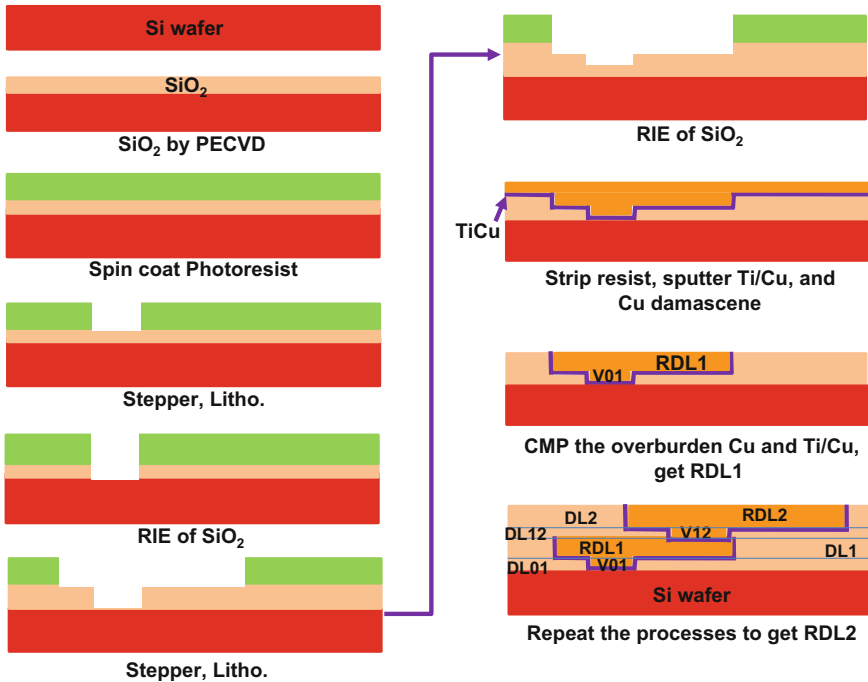 Si wafer
SiO₂
SiO₂ by PECVD
Spin coat Photoresist
Stepper, Litho.
RIE of SiO₂
Stepper, Litho.
RIE of SiO₂
TiCu
Strip resist, sputter Ti/Cu, and
Cu damascene
RDL1
V01
CMP the overburden Cu and Ti/Cu,
get RDL1
DL2 RDL2
DL12 V12
RDL1 DL1
DL01 V01
Si wafer
Repeat the processes to get RDL2